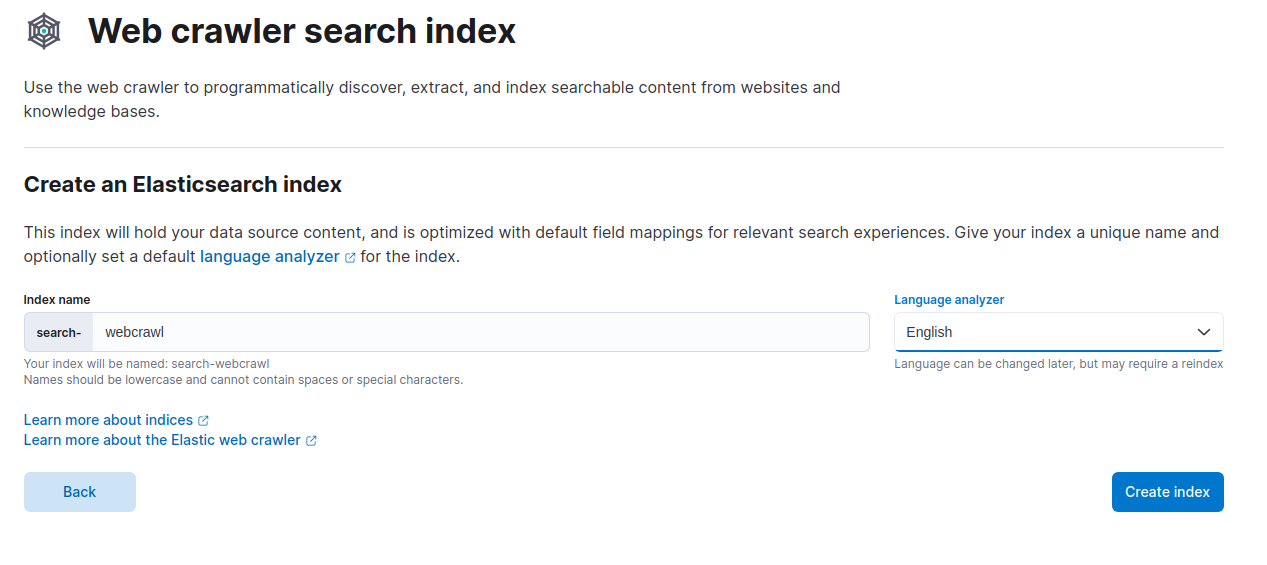 Web crawler search index
Use the web crawler to programmatically discover, extract, and index searchable content from websites and
knowledge bases.
Create an Elasticsearch index
This index will hold your data source content, and is optimized with default field mappings for relevant search experiences. Give your index a unique name and
optionally set a default language analyzer for the index.
Index name
Language analyzer
search- webcrawl
English
Your index will be named: search-webcrawl
Language can be changed later, but may require a reindex
Names should be lowercase and cannot contain spaces or special characters.
Learn more about indices
Learn more about the Elastic web crawler
Back
Create index